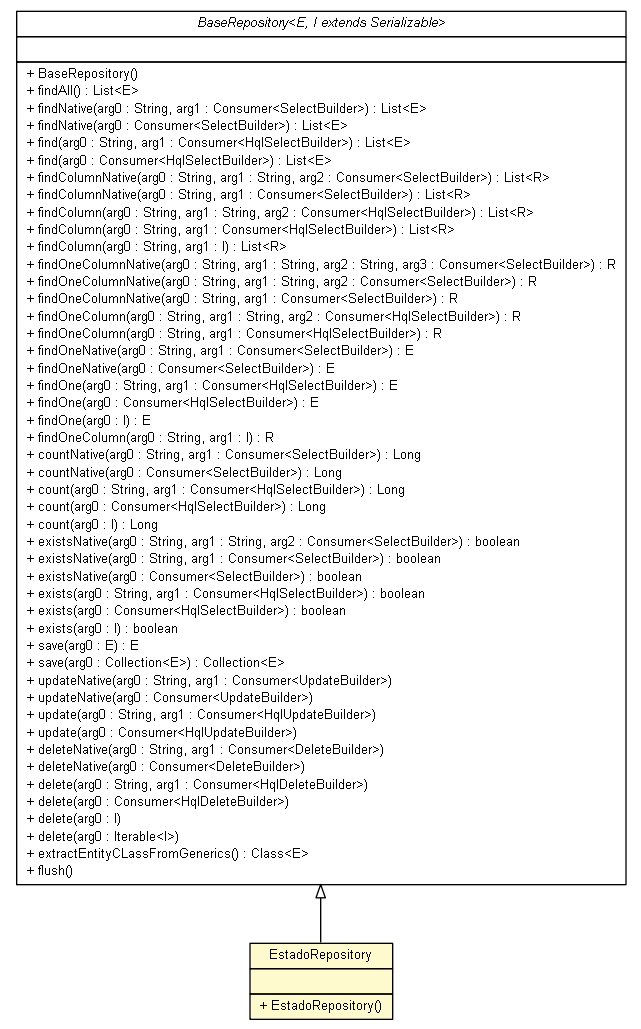 BaseRepository<E, I extends Serializable>
+ BaseRepository()
+ findAll() : List<E>
+ findNative(arg0 : String, arg1 : Consumer<SelectBuilder>) : List<E>
+ findNative(arg0 : Consumer<SelectBuilder>) : List<E>
+ find(arg0 : String, arg1 : Consumer<HqlSelectBuilder>) : List<E>
+ find(arg0 : Consumer<HqlSelectBuilder>) : List<E>
+ findColumnNative(arg0 : String, arg1 : String, arg2 : Consumer<SelectBuilder>) : List<R>
+ findColumnNative(arg0 : String, arg1 : Consumer<SelectBuilder>) : List<R>
+ findColumn(arg0 : String, arg1 : String, arg2 : Consumer<HqlSelectBuilder>) : List<R>
+ findColumn(arg0 : String, arg1 : Consumer<HqlSelectBuilder>) : List<R>
+ findColumn(arg0 : String, arg1 : I) : List<R>
+ findOneColumnNative(arg0 : String, arg1 : String, arg2 : String, arg3 : Consumer<SelectBuilder>) : R
+ findOneColumnNative(arg0 : String, arg1 : String, arg2 : Consumer<SelectBuilder>) : R
+ findOneColumnNative(arg0 : String, arg1 : Consumer<SelectBuilder>) : R
+ findOneColumn(arg0 : String, arg1 : String, arg2 : Consumer<HqlSelectBuilder>) : R
+ findOneColumn(arg0 : String, arg1 : Consumer<HqlSelectBuilder>) : R
+ findOneNative(arg0 : String, arg1 : Consumer<SelectBuilder>) : E
+ findOneNative(arg0 : Consumer<SelectBuilder>) : E
+ findOne(arg0 : String, arg1 : Consumer<HqlSelectBuilder>) : E
+ findOne(arg0 : Consumer<HqlSelectBuilder>) : E
+ findOne(arg0 : I) : E
+ findOneColumn(arg0 : String, arg1 : I) : R
+ countNative(arg0 : String, arg1 : Consumer<SelectBuilder>) : Long
+ countNative(arg0 : Consumer<SelectBuilder>) : Long
+ count(arg0 : String, arg1 : Consumer<HqlSelectBuilder>) : Long
+ count(arg0 : Consumer<HqlSelectBuilder>) : Long
+ count(arg0 : I) : Long
+ existsNative(arg0 : String, arg1 : String, arg2 : Consumer<SelectBuilder>) : boolean
+ existsNative(arg0 : String, arg1 : Consumer<SelectBuilder>) : boolean
+ existsNative(arg0 : Consumer<SelectBuilder>) : boolean
+ exists(arg0 : String, arg1 : Consumer<HqlSelectBuilder>) : boolean
+ exists(arg0 : Consumer<HqlSelectBuilder>) : boolean
+ exists(arg0 : I) : boolean
+ save(arg0 : E) : E
+ save(arg0 : Collection<E>) : Collection<E>
+ updateNative(arg0 : String, arg1 : Consumer<UpdateBuilder>)
+ updateNative(arg0 : Consumer<UpdateBuilder>)
+ update(arg0 : String, arg1 : Consumer<HqlUpdateBuilder>)
+ update(arg0 : Consumer<HqlUpdateBuilder>)
+ deleteNative(arg0 : String, arg1 : Consumer<DeleteBuilder>)
+ deleteNative(arg0 : Consumer<DeleteBuilder>)
+ delete(arg0 : String, arg1 : Consumer<HqlDeleteBuilder>)
+ delete(arg0 : Consumer<HqlDeleteBuilder>)
+ delete(arg0 : I)
+ delete(arg0 : Iterable<I>)
+ extractEntityCLassFromGenerics() : Class<E>
+ flush()
EstadoRepository
+ EstadoRepository()